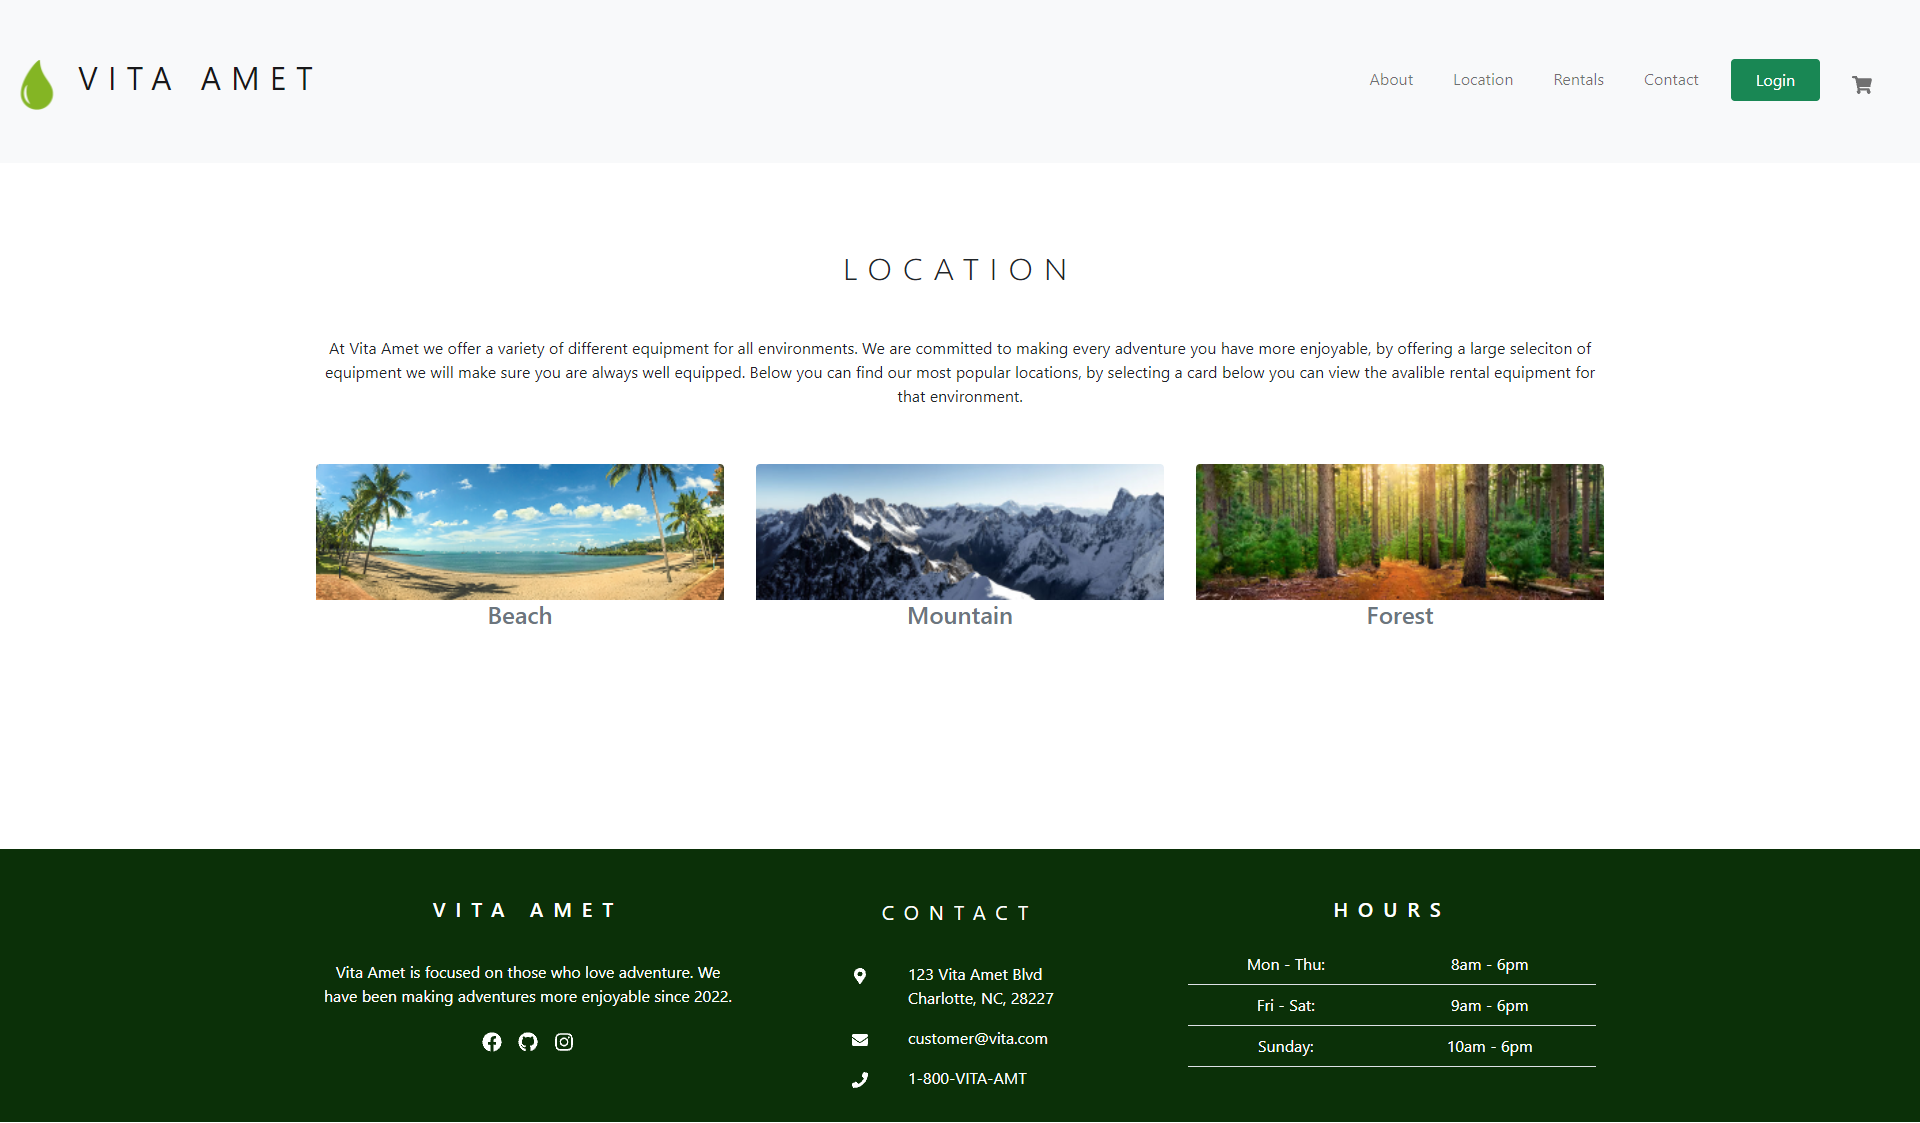 VITA AMET
About
Location
Rentals
Contact
Login
LOCATION
At Vita Amet we offer a variety of different equipment for all environments. We are committed to making every adventure you have more enjoyable, by offering a large seleciton of
equipment we will make sure you are always well equipped. Below you can find our most popular locations, by selecting a card below you can view the avalible rental equipment for
that environment.
Beach
Mountain
Forest
VITA AMET
Vita Amet is focused on those who love adventure. We
have been making adventures more enjoyable since 2022.
CONTACT
123 Vita Amet Blvd
Charlotte, NC, 28227
customer@vita.com
1-800-VITA-AMT
HOURS
Mon - Thu: 8am - 6pm
Fri - Sat: 9am - 6pm
Sunday: 10am - 6pm